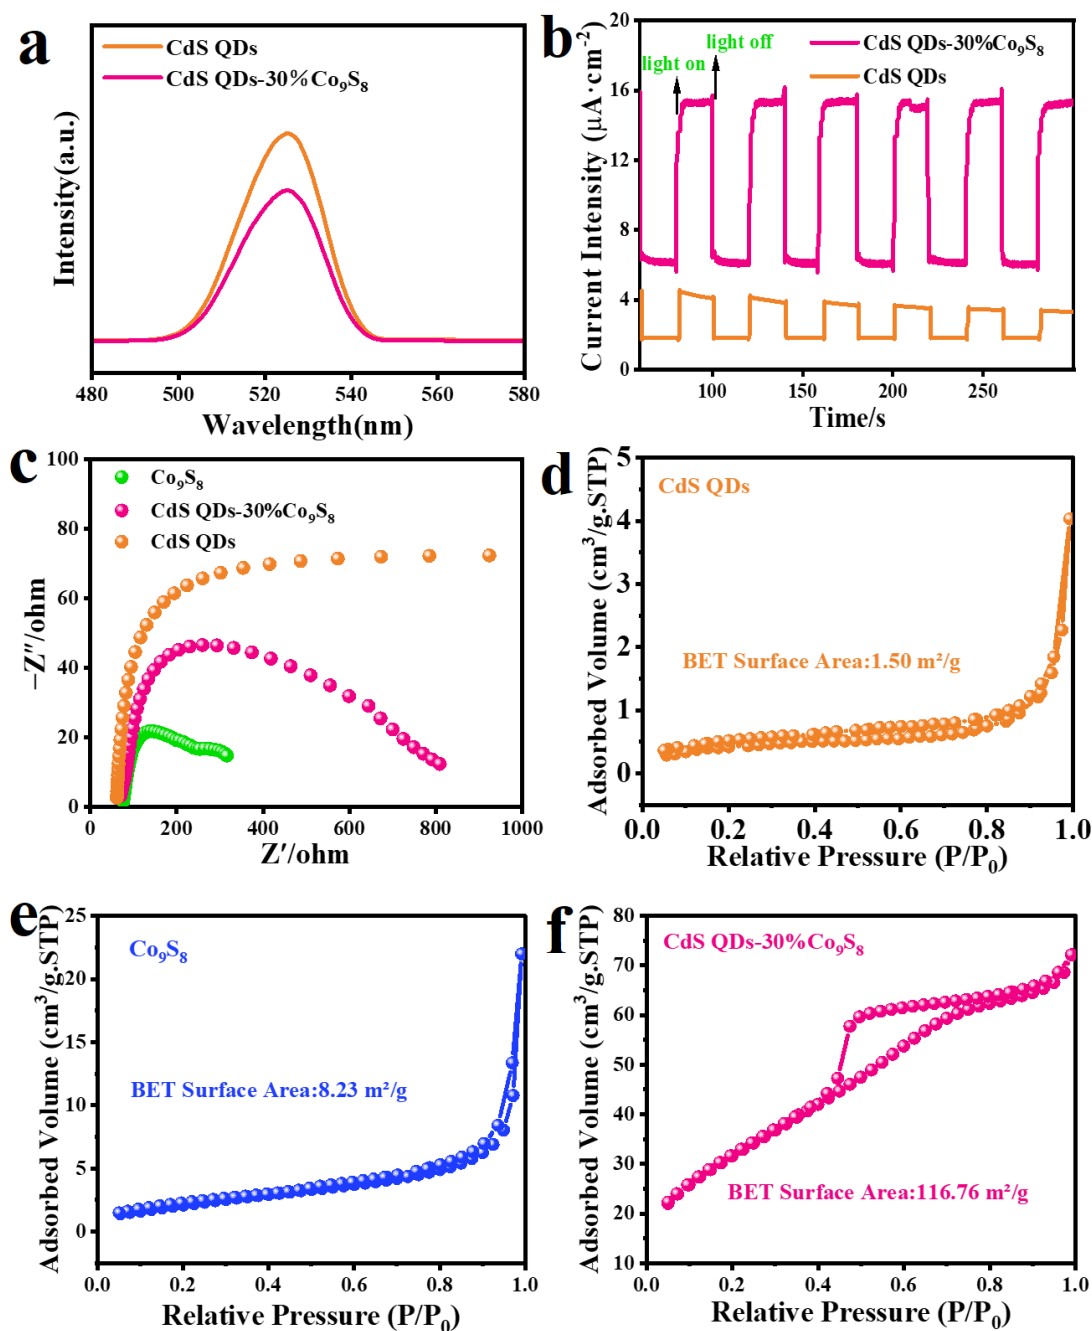 a
CdS QDs
CdS QDs-30%Co₉S₈
Intensity(a.u.)
480 500 520 540 560 580
Wavelength(nm)
b
light off
light on
CdS QDs-30%Co₉S₈
CdS QDs
Current Intensity (μA·cm⁻²)
20
16
12
8
4
0
100 150 200 250
Time/s
c
Co₉S₈
CdS QDs-30%Co₉S₈
CdS QDs
−Z″/ohm
100
80
60
40
20
0
0 200 400 600 800 1000
Z′/ohm
d
CdS QDs
BET Surface Area:1.50 m²/g
Adsorbed Volume (cm³/g.STP)
5
4
3
2
1
0
0.0 0.2 0.4 0.6 0.8 1.0
Relative Pressure (P/P₀)
e
Co₉S₈
BET Surface Area:8.23 m²/g
Adsorbed Volume (cm³/g.STP)
25
20
15
10
5
0
0.0 0.2 0.4 0.6 0.8 1.0
Relative Pressure (P/P₀)
f
CdS QDs-30%Co₉S₈
BET Surface Area:116.76 m²/g
Adsorbed Volume (cm³/g.STP)
80
70
60
50
40
30
20
10
0.0 0.2 0.4 0.6 0.8 1.0
Relative Pressure (P/P₀)